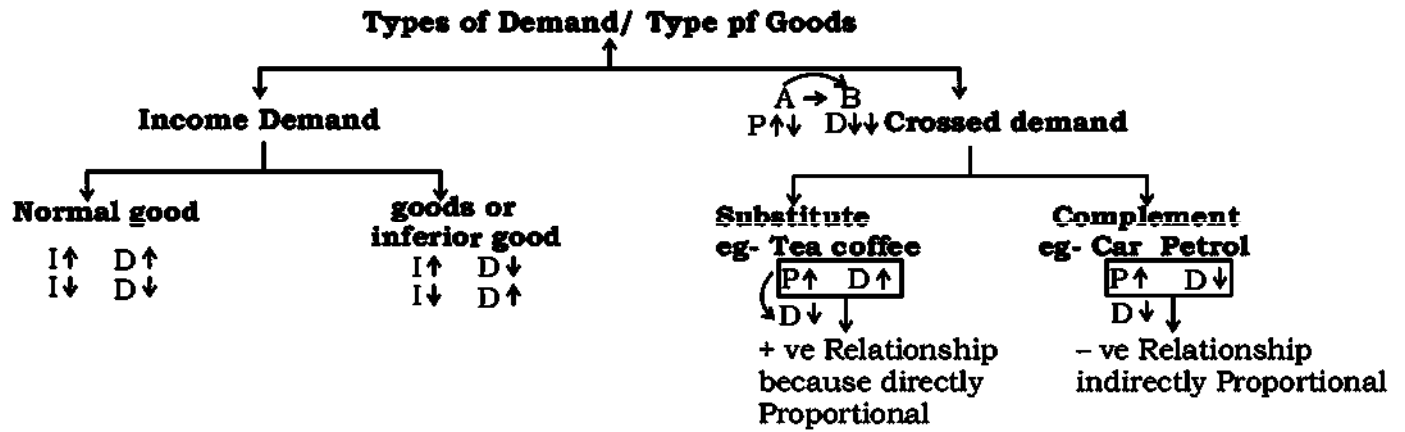 Types of Demand/ Type pf Goods
A → B
P↑↓ D↓↓
Income Demand
Crossed demand
Normal good
I↑ D↑
I↓ D↓
goods or
inferior good
I↑ D↓
I↓ D↑
Substitute
eg- Tea coffee
P↑ D↑
D↓
+ ve Relationship
because directly
Proportional
Complement
eg- Car Petrol
P↑ D↓
D↓
– ve Relationship
indirectly Proportional